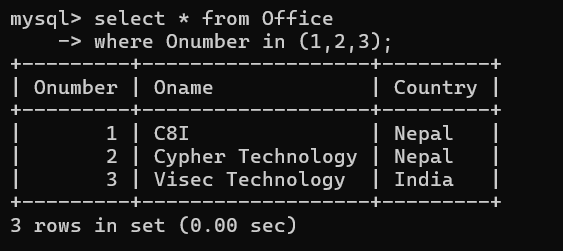 mysql> select * from Office
    -> where Onumber in (1,2,3);
+---------+--------------------+---------+
| Onumber | Oname              | Country |
+---------+--------------------+---------+
|       1 | C8I                | Nepal   |
|       2 | Cypher Technology  | Nepal   |
|       3 | Visec Technology   | India   |
+---------+--------------------+---------+
3 rows in set (0.00 sec)